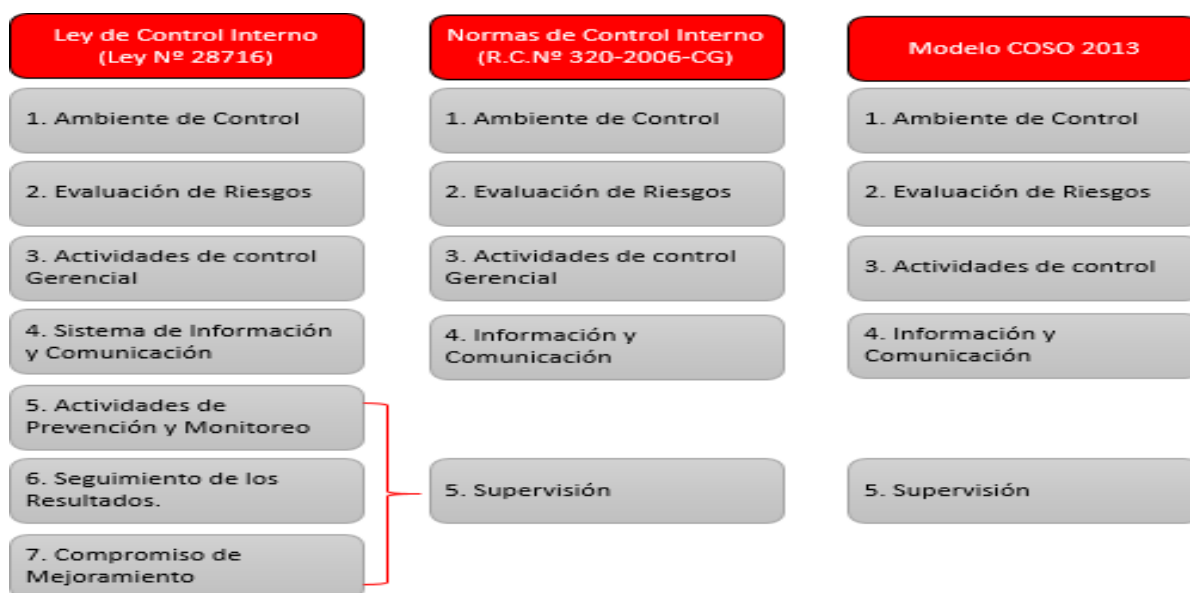 Ley de Control Interno
(Ley Nº 28716)
1. Ambiente de Control
2. Evaluación de Riesgos
3. Actividades de control
Gerencial
4. Sistema de Información
y Comunicación
5. Actividades de
Prevención y Monitoreo
6. Seguimiento de los
Resultados.
7. Compromiso de
Mejoramiento
Normas de Control Interno
(R.C.Nº 320-2006-CG)
1. Ambiente de Control
2. Evaluación de Riesgos
3. Actividades de control
Gerencial
4. Información y
Comunicación
5. Supervisión
Modelo COSO 2013
1. Ambiente de Control
2. Evaluación de Riesgos
3. Actividades de control
4. Información y
Comunicación
5. Supervisión